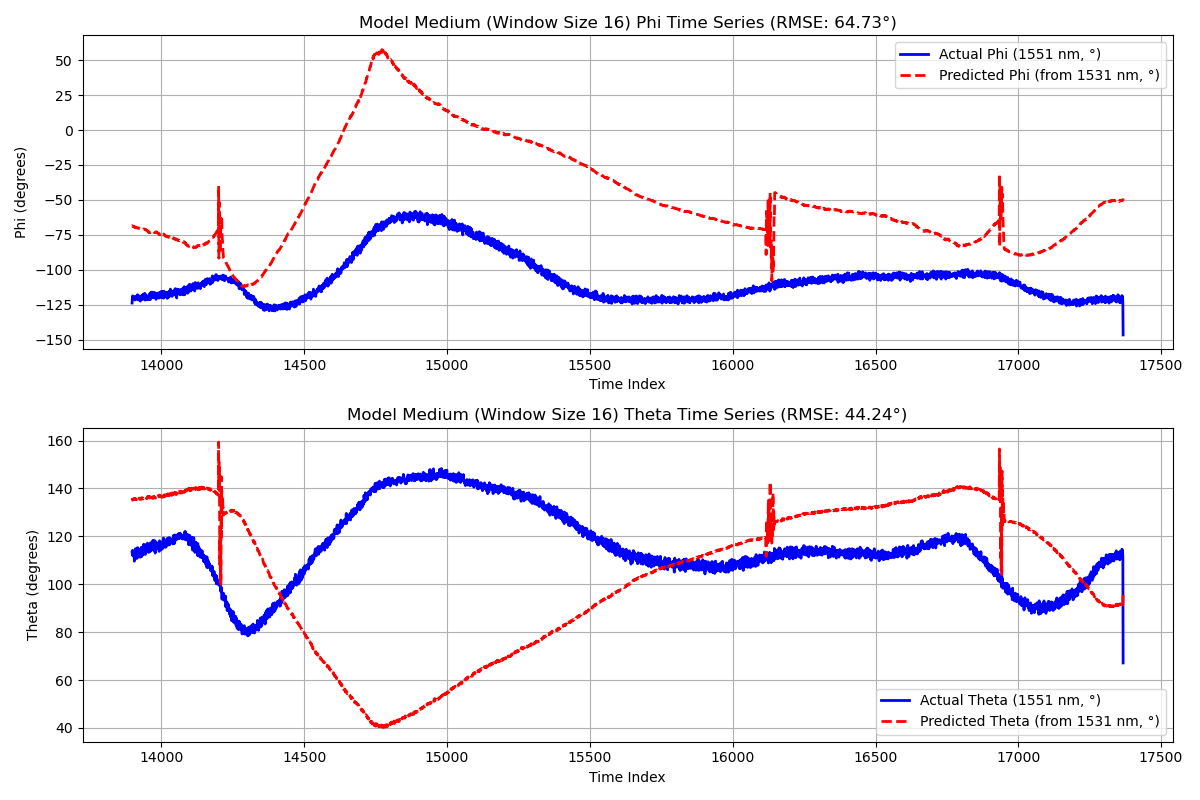 Model Medium (Window Size 16) Phi Time Series (RMSE: 64.73°)
Actual Phi (1551 nm, °)
Predicted Phi (from 1531 nm, °)
Phi (degrees)
50
25
0
−25
−50
−75
−100
−125
−150
14000 14500 15000 15500 16000 16500 17000 17500
Time Index
Model Medium (Window Size 16) Theta Time Series (RMSE: 44.24°)
Theta (degrees)
160
140
120
100
80
60
40
Actual Theta (1551 nm, °)
Predicted Theta (from 1531 nm, °)
14000 14500 15000 15500 16000 16500 17000 17500
Time Index